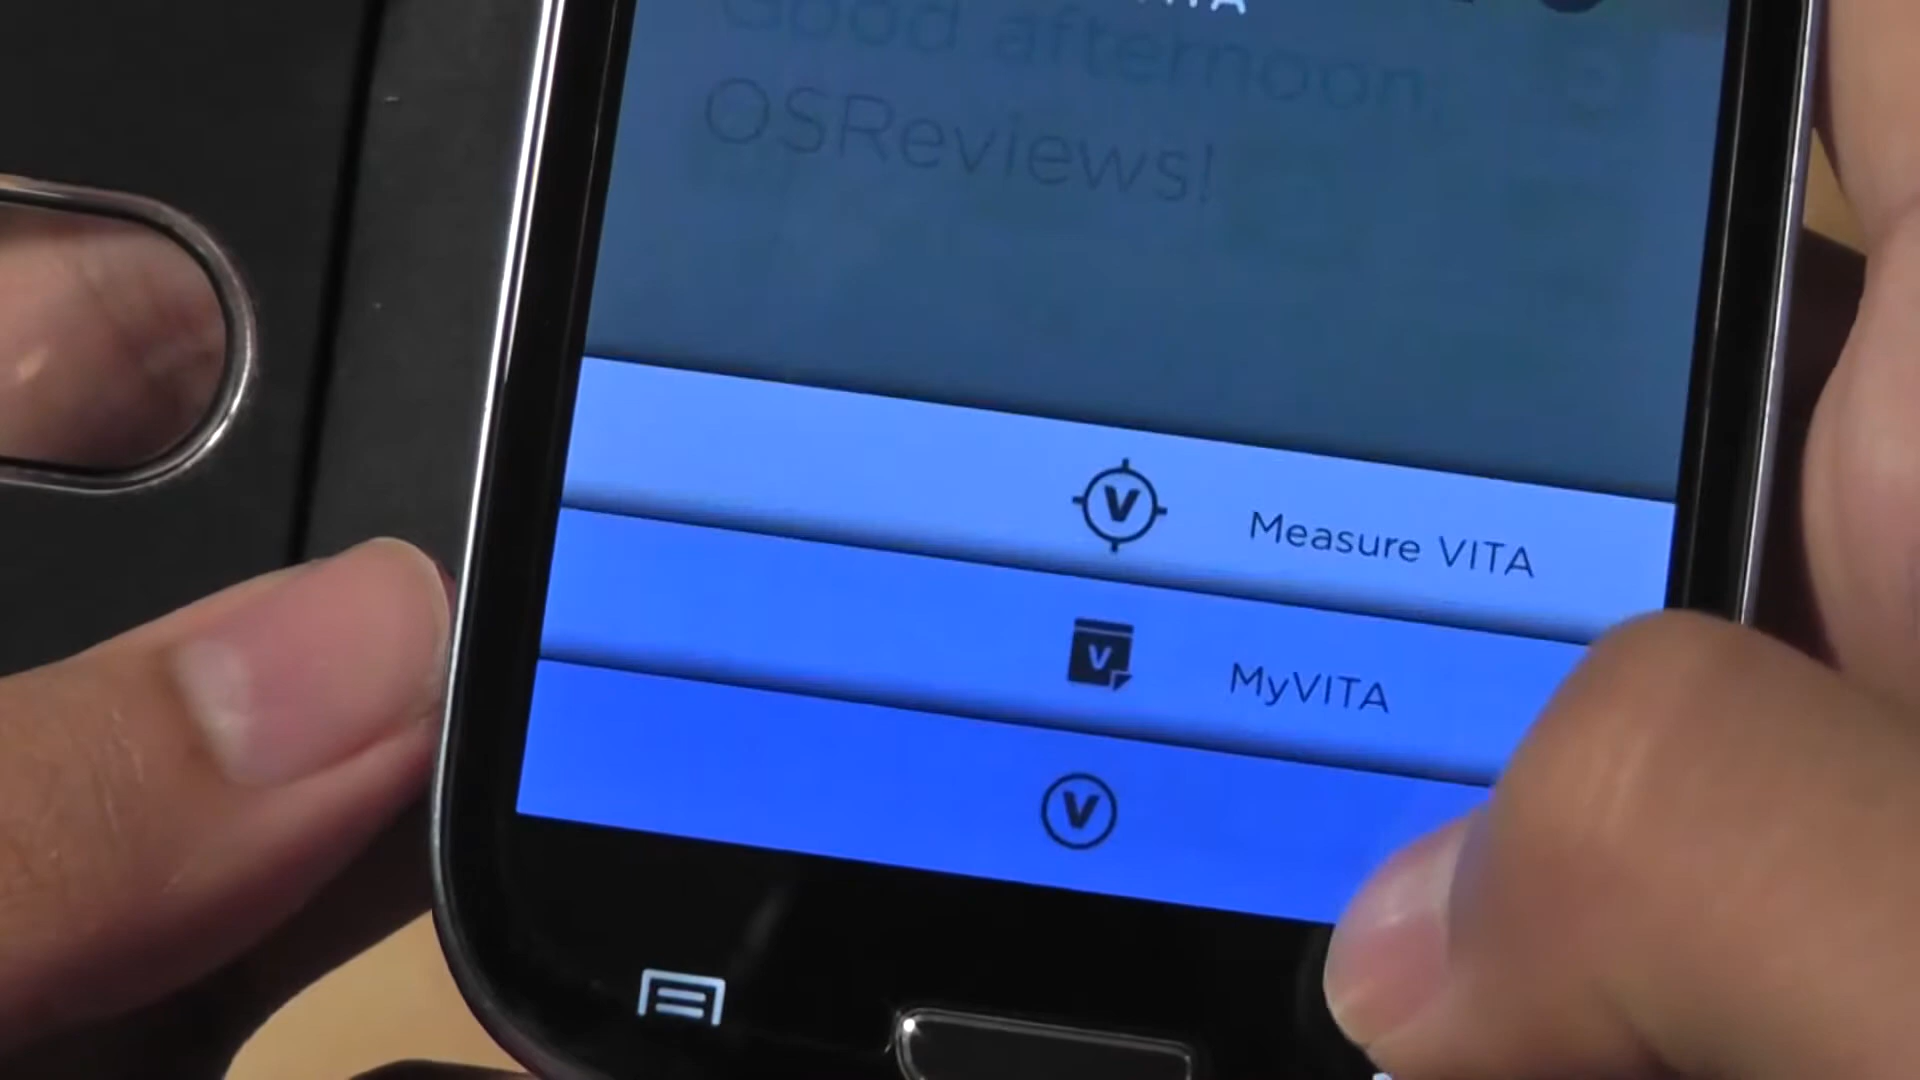 Good afternoon,
OSReviews!
V
Measure VITA
V
MyVITA
V